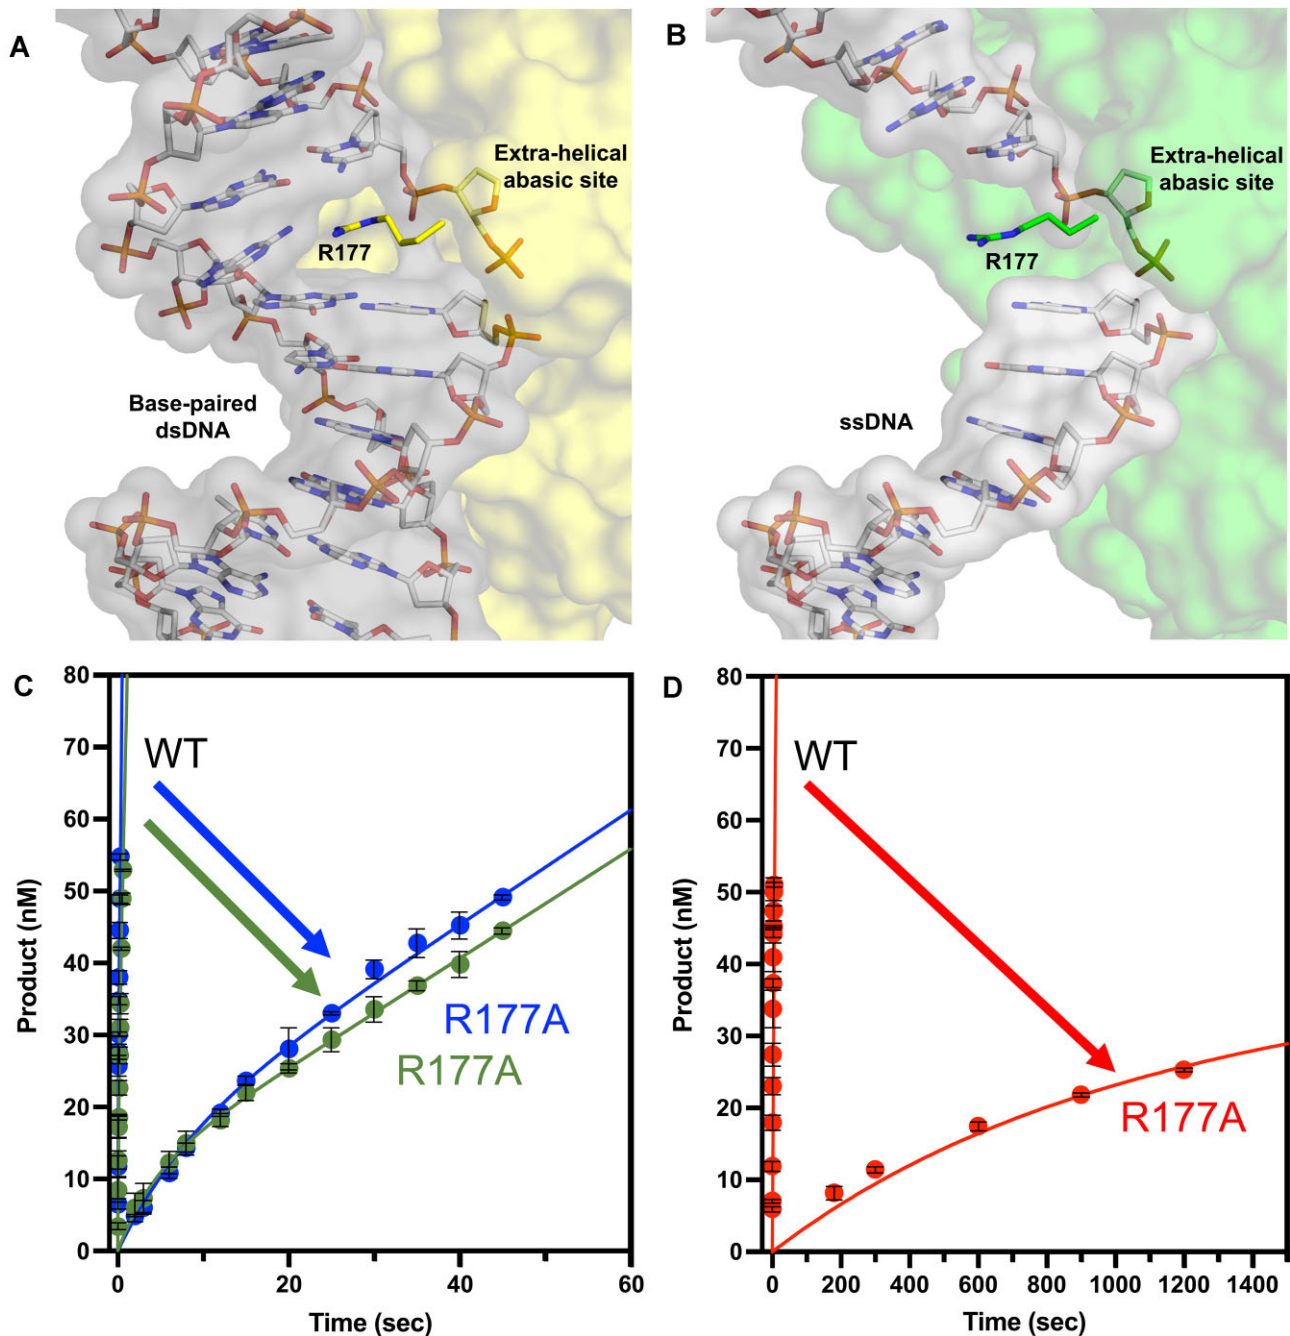 A
Extra-helical
abasic site
R177
Base-paired
dsDNA
B
Extra-helical
abasic site
R177
ssDNA
C
80
70
60
50
40
30
20
10
0
Product (nM)
WT
R177A
R177A
0
20
40
60
Time (sec)
D
80
70
60
50
40
30
20
10
0
Product (nM)
WT
R177A
0
200
400
600
800
1000
1200
1400
Time (sec)